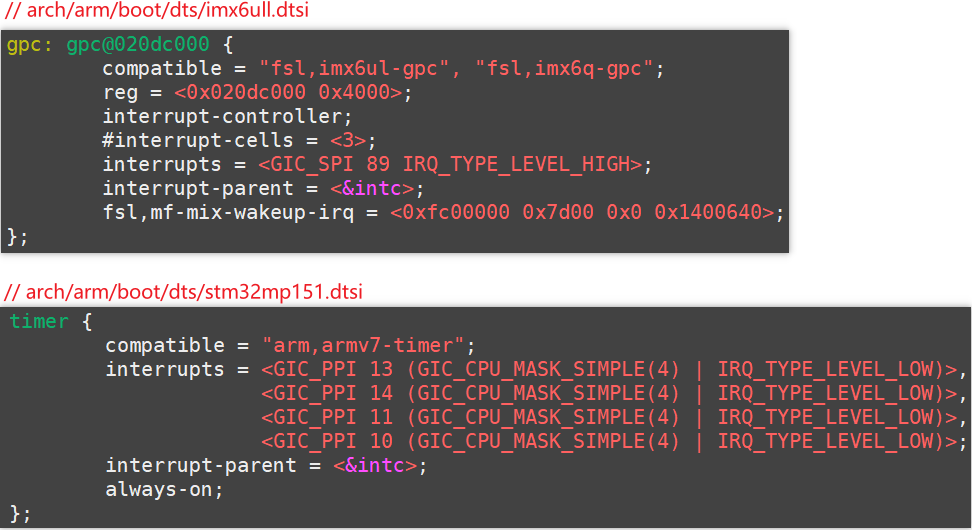 // arch/arm/boot/dts/imx6ull.dtsi
gpc: gpc@020dc000 {
compatible = "fsl,imx6ul-gpc", "fsl,imx6q-gpc";
reg = <0x020dc000 0x4000>;
interrupt-controller;
#interrupt-cells = <3>;
interrupts = <GIC_SPI 89 IRQ_TYPE_LEVEL_HIGH>;
interrupt-parent = <&intc>;
fsl,mf-mix-wakeup-irq = <0xfc00000 0x7d00 0x0 0x1400640>;
};
// arch/arm/boot/dts/stm32mp151.dtsi
timer {
compatible = "arm,armv7-timer";
interrupts = <GIC_PPI 13 (GIC_CPU_MASK_SIMPLE(4) | IRQ_TYPE_LEVEL_LOW)>,
<GIC_PPI 14 (GIC_CPU_MASK_SIMPLE(4) | IRQ_TYPE_LEVEL_LOW)>,
<GIC_PPI 11 (GIC_CPU_MASK_SIMPLE(4) | IRQ_TYPE_LEVEL_LOW)>,
<GIC_PPI 10 (GIC_CPU_MASK_SIMPLE(4) | IRQ_TYPE_LEVEL_LOW)>;
interrupt-parent = <&intc>;
always-on;
};